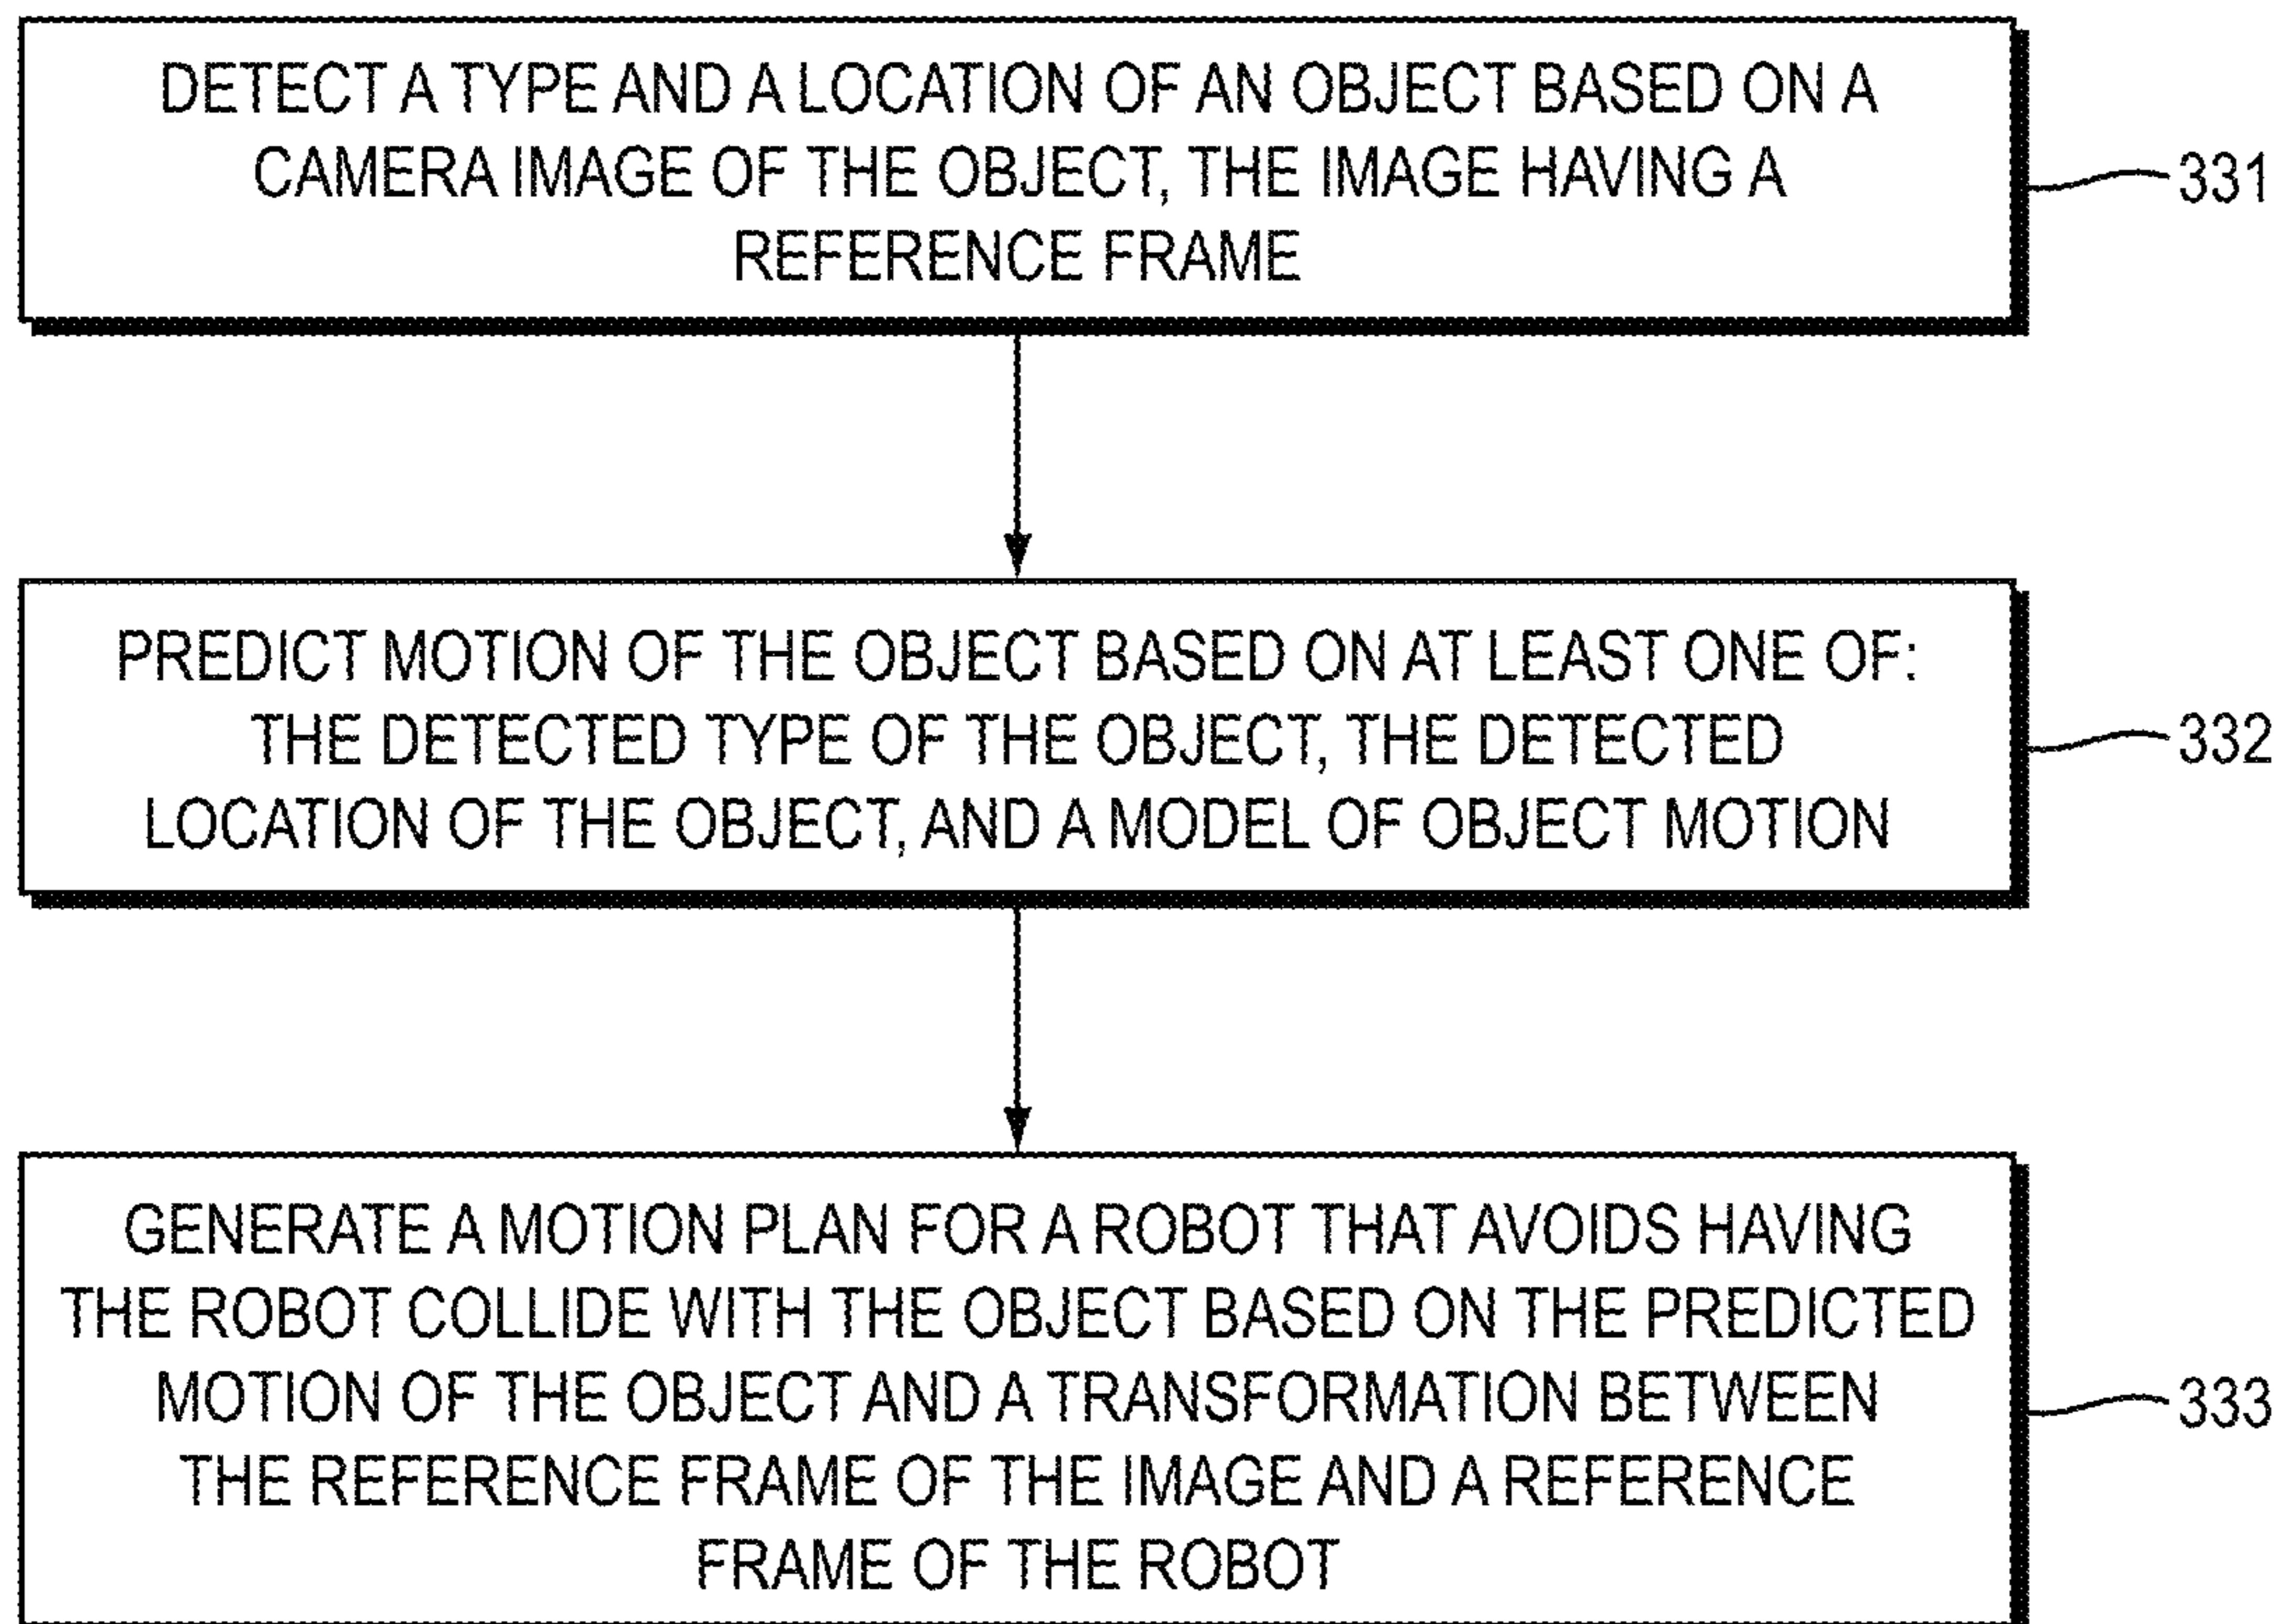 DETECT A TYPE AND A LOCATION OF AN OBJECT BASED ON A
CAMERA IMAGE OF THE OBJECT, THE IMAGE HAVING A
REFERENCE FRAME
331
PREDICT MOTION OF THE OBJECT BASED ON AT LEAST ONE OF:
THE DETECTED TYPE OF THE OBJECT, THE DETECTED
LOCATION OF THE OBJECT, AND A MODEL OF OBJECT MOTION
332
GENERATE A MOTION PLAN FOR A ROBOT THAT AVOIDS HAVING
THE ROBOT COLLIDE WITH THE OBJECT BASED ON THE PREDICTED
MOTION OF THE OBJECT AND A TRANSFORMATION BETWEEN
THE REFERENCE FRAME OF THE IMAGE AND A REFERENCE
FRAME OF THE ROBOT
333